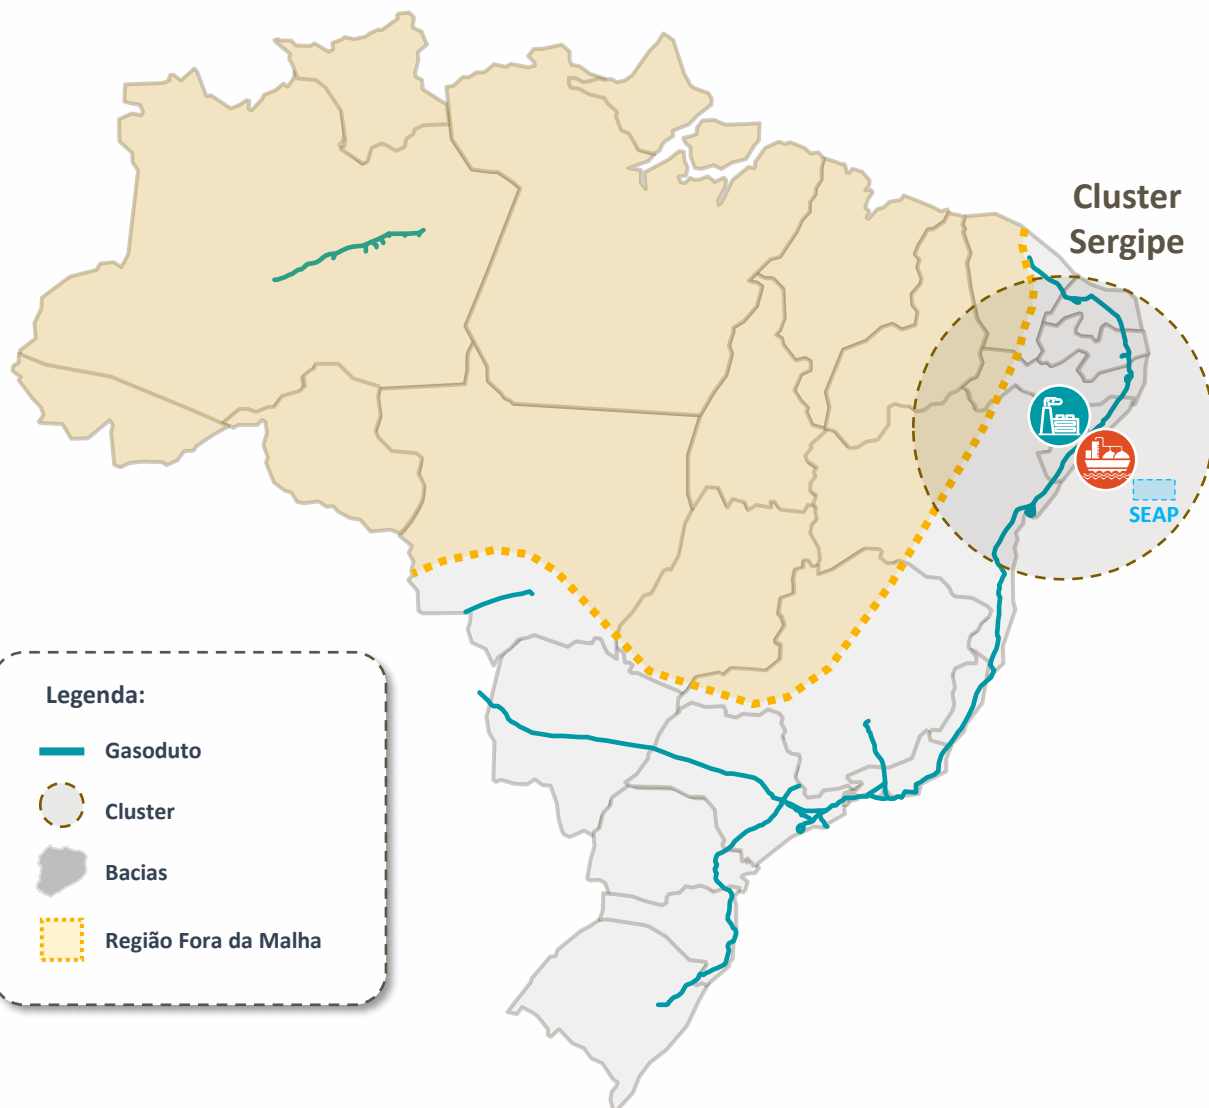 Cluster
Sergipe
SEAP
Legenda:
Gasoduto
Cluster
Bacias
Região Fora da Malha